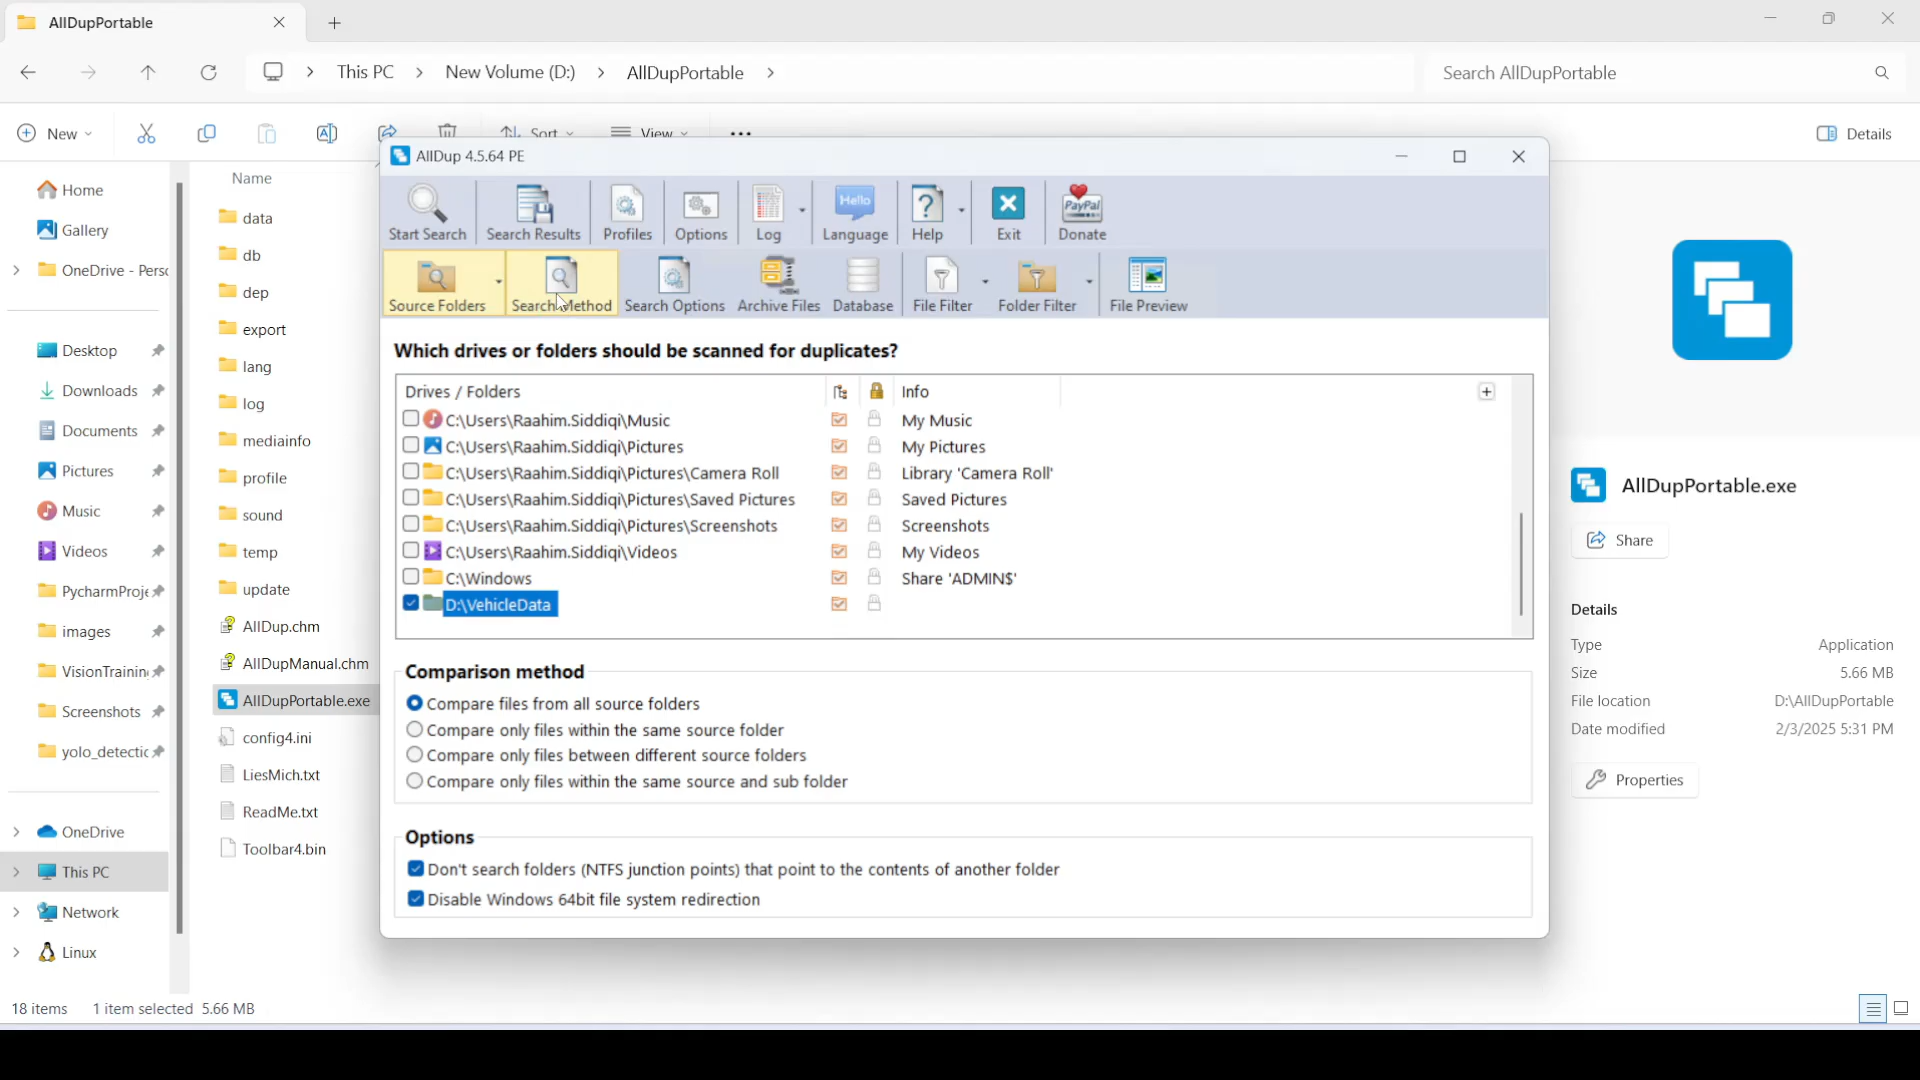 AllDupPortable
This PC
New Volume (D:)
AllDupPortable
Search AllDupPortable
New
Sort
View
Details
Home
Gallery
OneDrive - Perso
Desktop
Downloads
Documents
Pictures
Music
Videos
PycharmProje
images
VisionTraining
Screenshots
yolo_detectic
OneDrive
This PC
Network
Linux
Name
data
db
dep
export
lang
log
mediainfo
profile
sound
temp
update
AllDup.chm
AllDupManual.chm
AllDupPortable.exe
config4.ini
LiesMich.txt
ReadMe.txt
Toolbar4.bin
AllDup 4.5.64 PE
Start Search
Search Results
Profiles
Options
Log
Hello
Language
Help
Exit
PayPal
Donate
Source Folders
Search Method
Search Options
Archive Files
Database
File Filter
Folder Filter
File Preview
Which drives or folders should be scanned for duplicates?
Drives / Folders Info
C:\Users\Raahim.Siddiqi\Music My Music
C:\Users\Raahim.Siddiqi\Pictures My Pictures
C:\Users\Raahim.Siddiqi\Pictures\Camera Roll Library 'Camera Roll'
C:\Users\Raahim.Siddiqi\Pictures\Saved Pictures Saved Pictures
C:\Users\Raahim.Siddiqi\Pictures\Screenshots Screenshots
C:\Users\Raahim.Siddiqi\Videos My Videos
C:\Windows Share 'ADMIN$'
D:\VehicleData
Comparison method
Compare files from all source folders
Compare only files within the same source folder
Compare only files between different source folders
Compare only files within the same source and sub folder
Options
Don't search folders (NTFS junction points) that point to the contents of another folder
Disable Windows 64bit file system redirection
AllDupPortable.exe
Share
Details
Type Application
Size 5.66 MB
File location D:\AllDupPortable
Date modified 2/3/2025 5:31 PM
Properties
18 items 1 item selected 5.66 MB